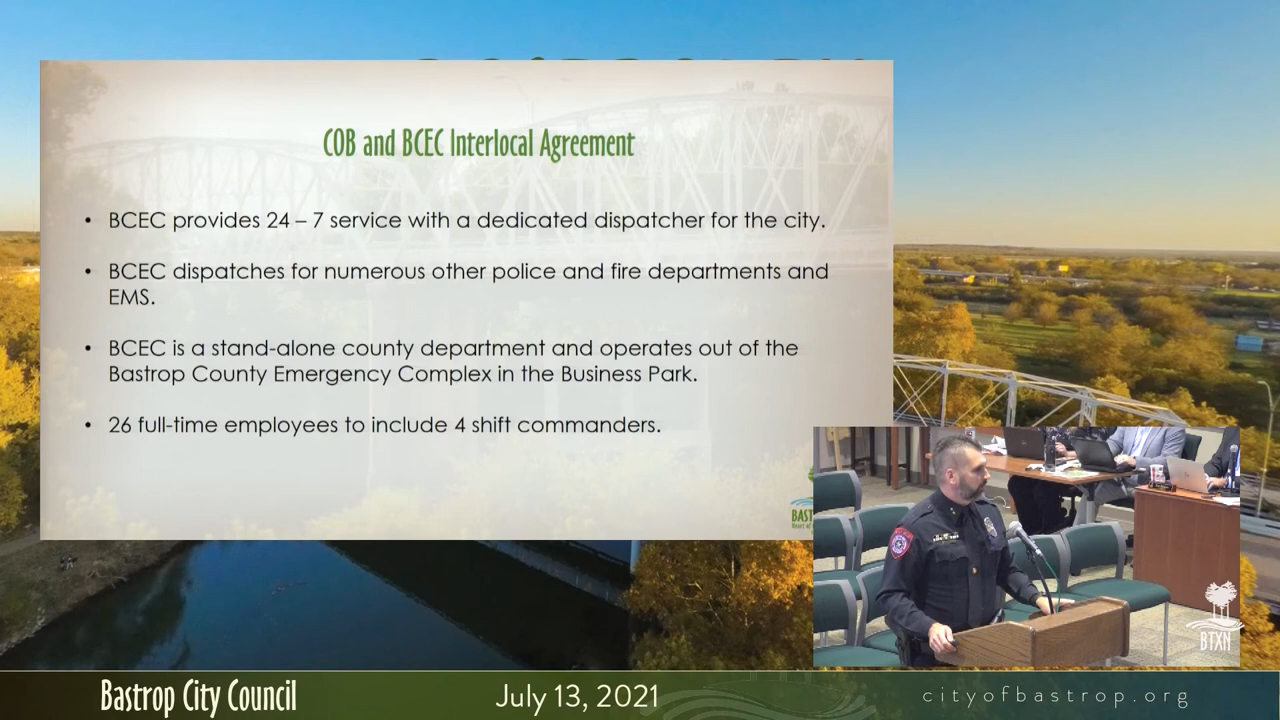 COB and BCEC Interlocal Agreement
• BCEC provides 24 – 7 service with a dedicated dispatcher for the city.
• BCEC dispatches for numerous other police and fire departments and
EMS.
• BCEC is a stand-alone county department and operates out of the
Bastrop County Emergency Complex in the Business Park.
• 26 full-time employees to include 4 shift commanders.
BTXN
Bastrop City Council
July 13, 2021
cityofbastrop.org